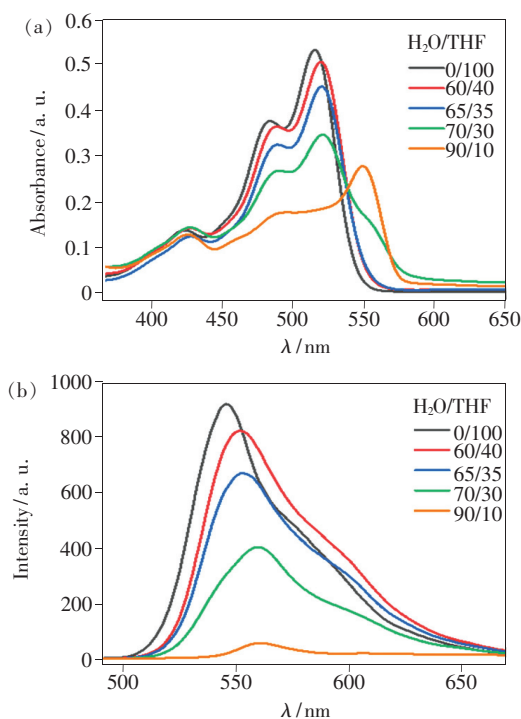 (a)
H₂O/THF
0/100
60/40
65/35
70/30
90/10
Absorbance/a. u.
0.6
0.5
0.4
0.3
0.2
0.1
0
400 450 500 550 600 650
λ/nm
(b)
H₂O/THF
0/100
60/40
65/35
70/30
90/10
Intensity/a. u.
1000
800
600
400
200
0
500 550 600 650
λ/nm